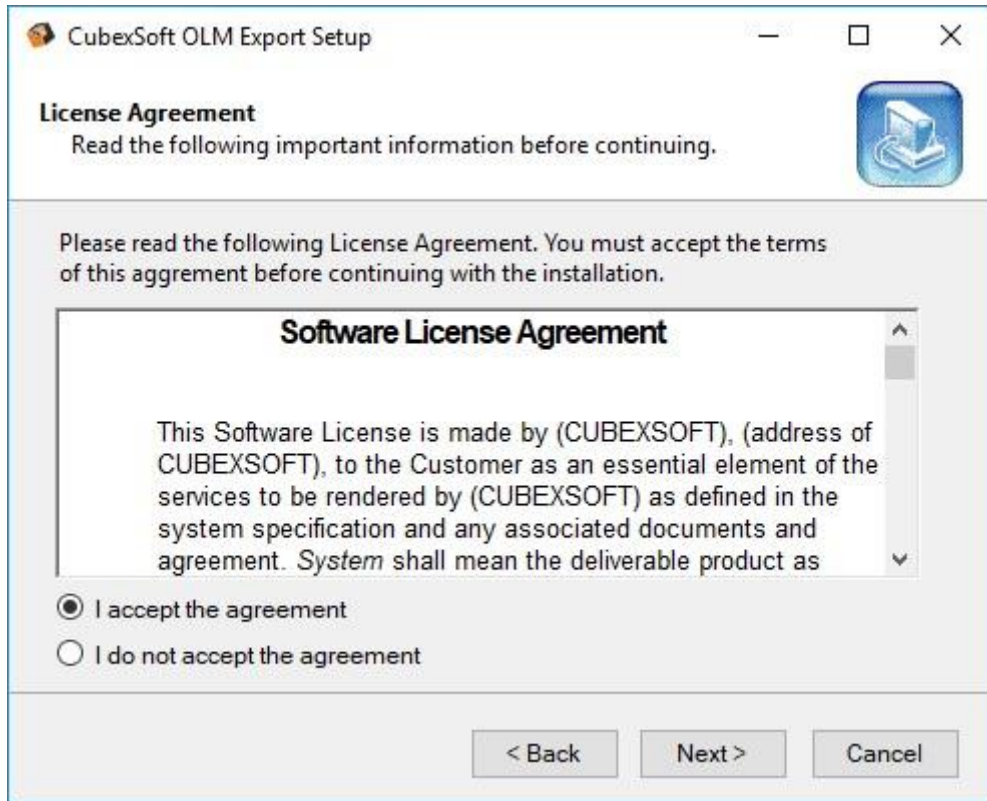 CubexSoft OLM Export Setup
License Agreement
Read the following important information before continuing.
Please read the following License Agreement. You must accept the terms
of this aggrement before continuing with the installation.
Software License Agreement
This Software License is made by (CUBEXSOFT), (address of
CUBEXSOFT), to the Customer as an essential element of the
services to be rendered by (CUBEXSOFT) as defined in the
system specification and any associated documents and
agreement. System shall mean the deliverable product as
I accept the agreement
I do not accept the agreement
< Back
Next >
Cancel